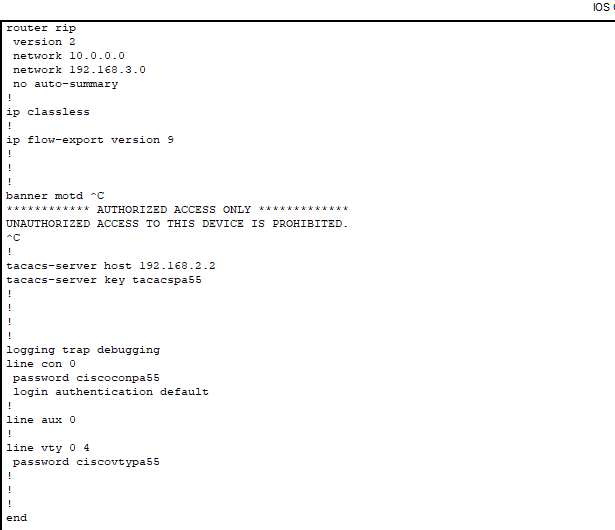 IOS
router rip
 version 2
 network 10.0.0.0
 network 192.168.3.0
 no auto-summary
!
ip classless
!
ip flow-export version 9
!
!
!
banner motd ^C
************ AUTHORIZED ACCESS ONLY *************
UNAUTHORIZED ACCESS TO THIS DEVICE IS PROHIBITED.
^C
!
tacacs-server host 192.168.2.2
tacacs-server key tacacspa55
!
!
!
!
logging trap debugging
line con 0
 password ciscoconpa55
 login authentication default
!
line aux 0
!
line vty 0 4
 password ciscovtypa55
!
!
!
end